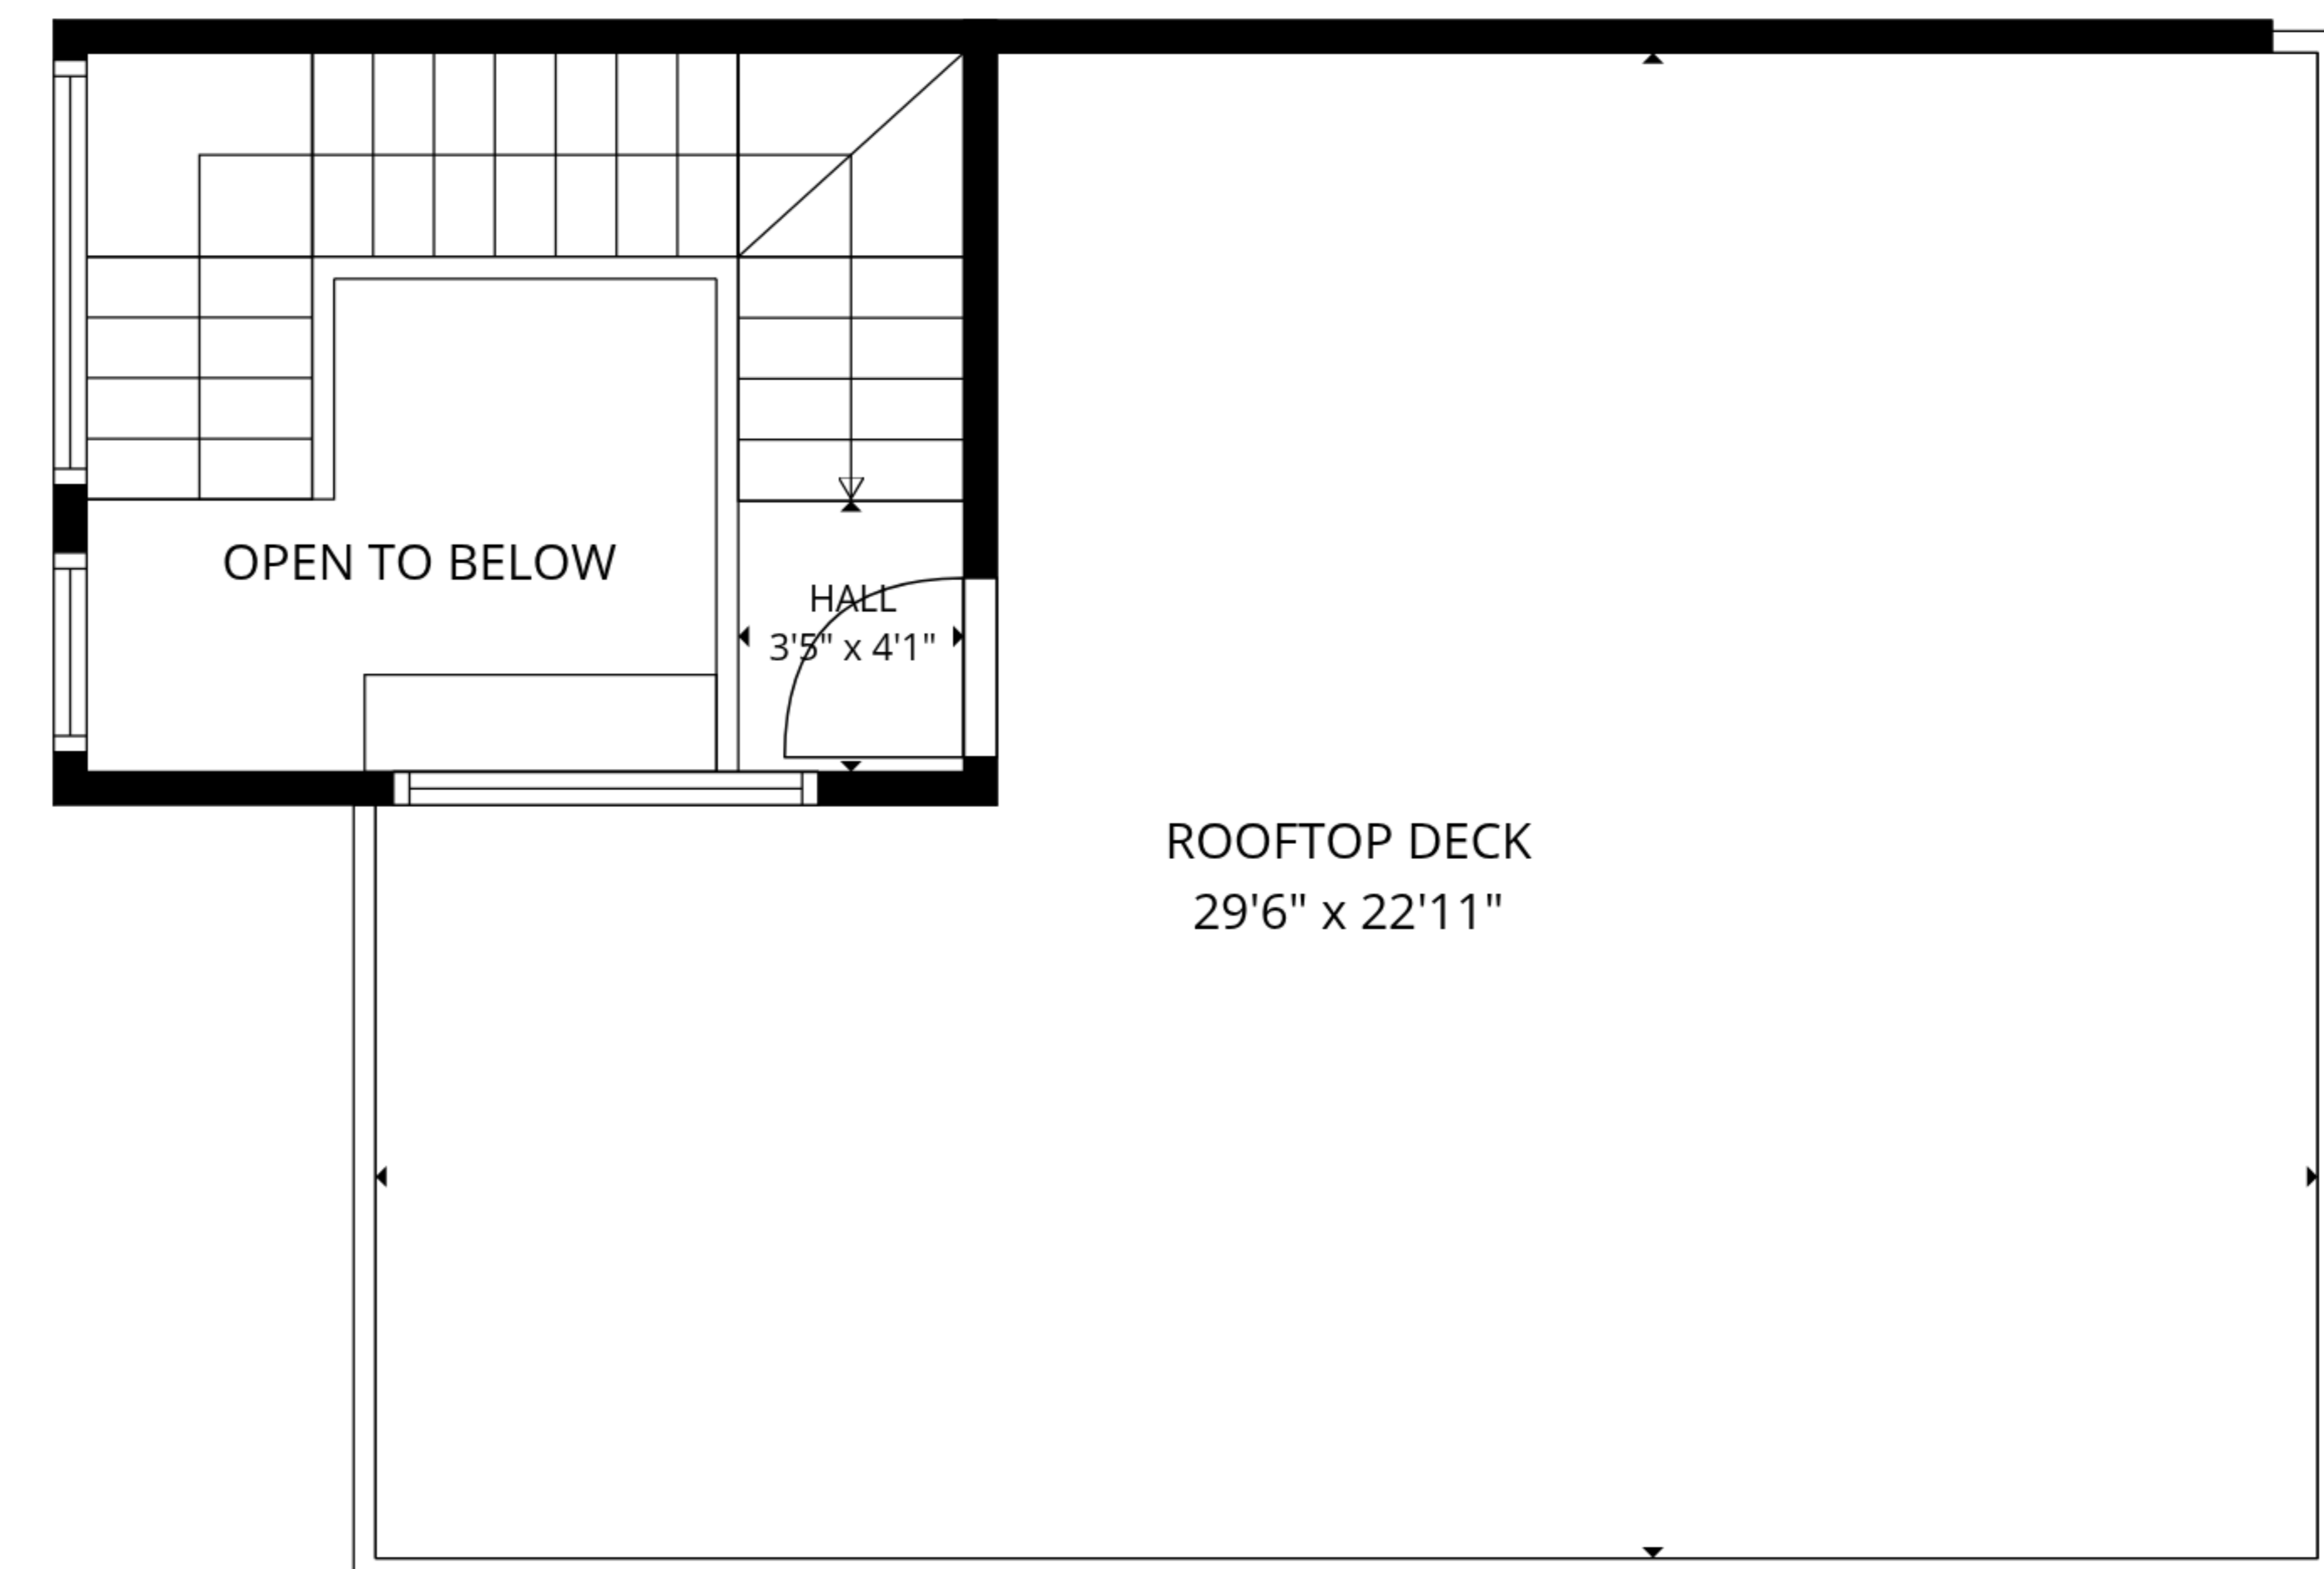 OPEN TO BELOW
HALL
3'5" x 4'1"
ROOFTOP DECK
29'6" x 22'11"